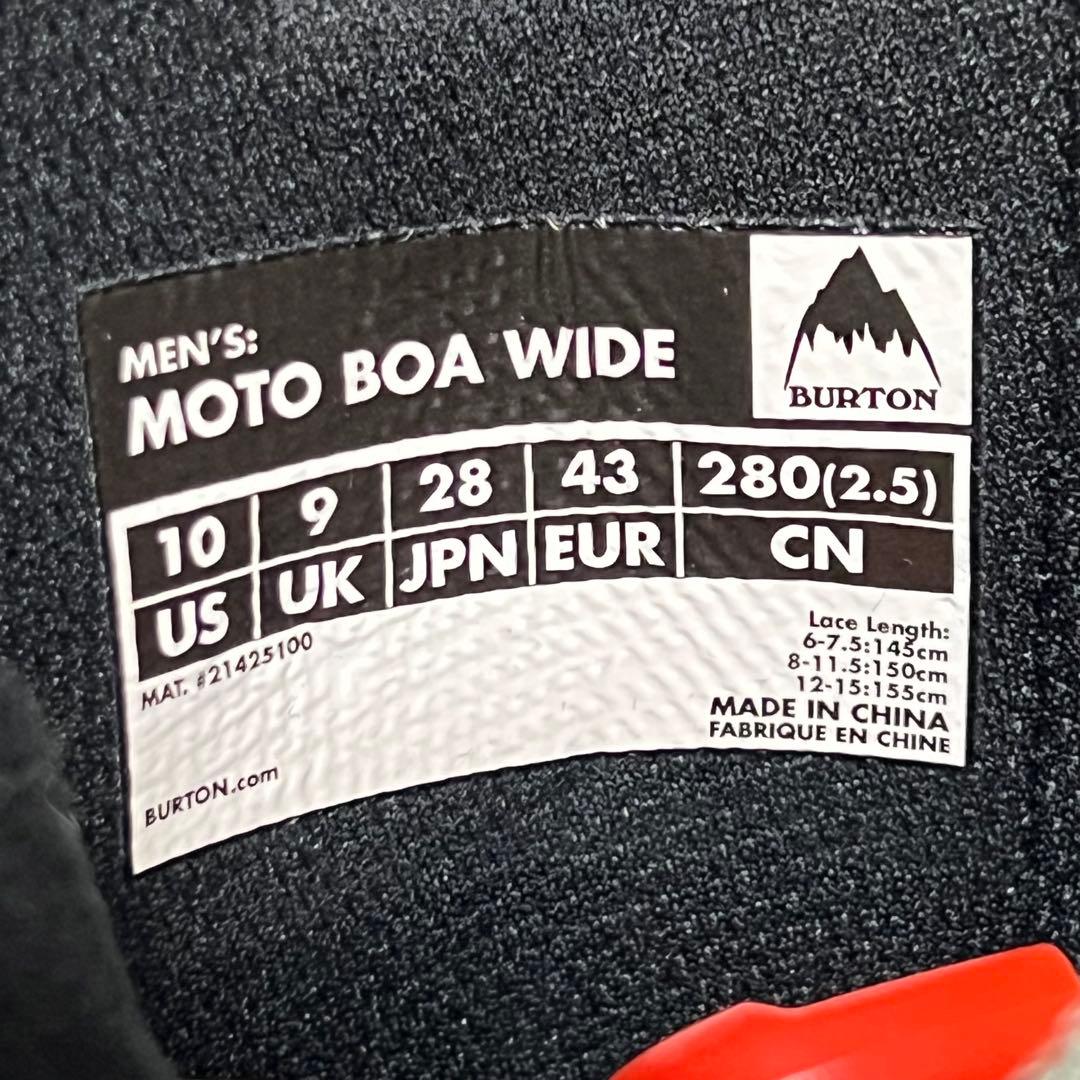 MEN'S:
MOTO BOA WIDE
BURTON
10 9 28 43 280(2.5)
US UK JPN EUR CN
MAT. #21425100
Lace Length:
6-7.5:145cm
8-11.5:150cm
12-15:155cm
MADE IN CHINA
FABRIQUE EN CHINE
BURTON.com